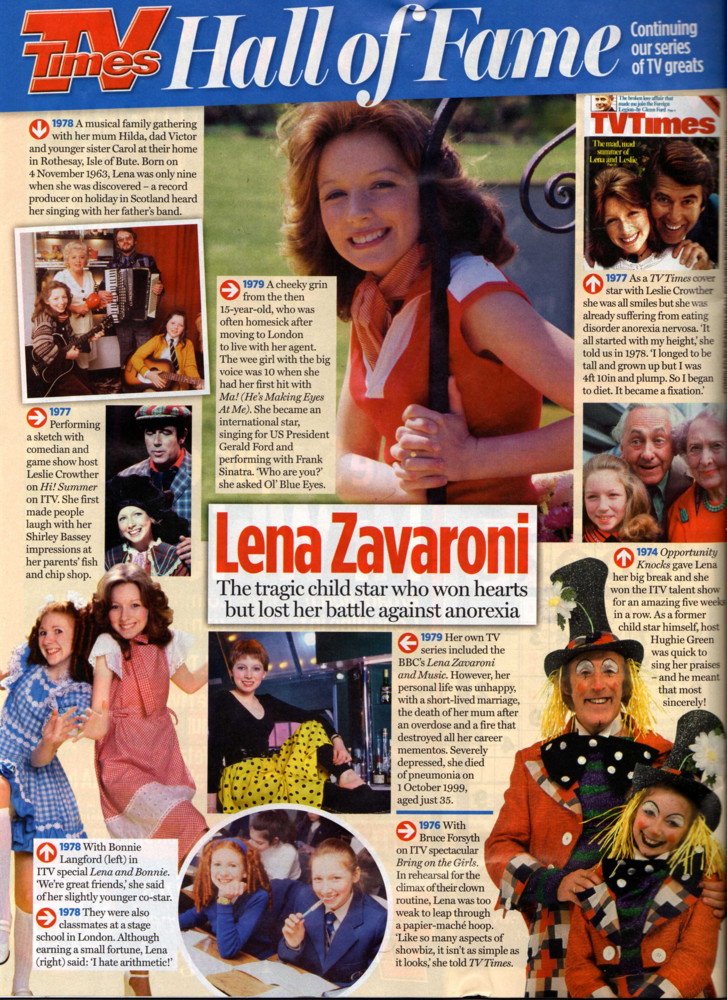 TV
Times
Hall of Fame
Continuing
our series
of TV greats
1978 A musical family gathering
with her mum Hilda, dad Victor
and younger sister Carol at their home
in Rothesay, Isle of Bute. Born on
4 November 1963, Lena was only nine
when she was discovered – a record
producer on holiday in Scotland heard
her singing with her father's band.
1979 A cheeky grin
from the then
15-year-old, who was
often homesick after
moving to London
to live with her agent.
The wee girl with the big
voice was 10 when she
had her first hit with
Ma! (He's Making Eyes
At Me). She became an
international star,
singing for US President
Gerald Ford and
performing with Frank
Sinatra. 'Who are you?'
she asked Ol' Blue Eyes.
TVTimes
The mad, mad
summer of
Lena and Leslie
1977 As a TV Times cover
star with Leslie Crowther
she was all smiles but she was
already suffering from eating
disorder anorexia nervosa. 'It
all started with my height,' she
told us in 1978. 'I longed to be
tall and grown up but I was
4ft 10in and plump. So I began
to diet. It became a fixation.'
1977
Performing
a sketch with
comedian and
game show host
Leslie Crowther
on Hi! Summer
on ITV. She first
made people
laugh with her
Shirley Bassey
impressions at
her parents' fish
and chip shop.
Lena Zavaroni
The tragic child star who won hearts
but lost her battle against anorexia
1974 Opportunity
Knocks gave Lena
her big break and she
won the ITV talent show
for an amazing five weeks
in a row. As a former
child star himself, host
Hughie Green
was quick to
sing her praises
– and he meant
that most
sincerely!
1979 Her own TV
series included the
BBC's Lena Zavaroni
and Music. However, her
personal life was unhappy,
with a short-lived marriage,
the death of her mum after
an overdose and a fire that
destroyed all her career
mementos. Severely
depressed, she died
of pneumonia on
1 October 1999,
aged just 35.
1978 With Bonnie
Langford (left) in
ITV special Lena and Bonnie.
'We're great friends,' she said
of her slightly younger co-star.
1978 They were also
classmates at a stage
school in London. Although
earning a small fortune, Lena
(right) said: 'I hate arithmetic!'
1976 With
Bruce Forsyth
on ITV spectacular
Bring on the Girls.
In rehearsal for the
climax of their clown
routine, Lena was too
weak to leap through
a papier-maché hoop.
'Like so many aspects of
showbiz, it isn't as simple as
it looks,' she told TV Times.